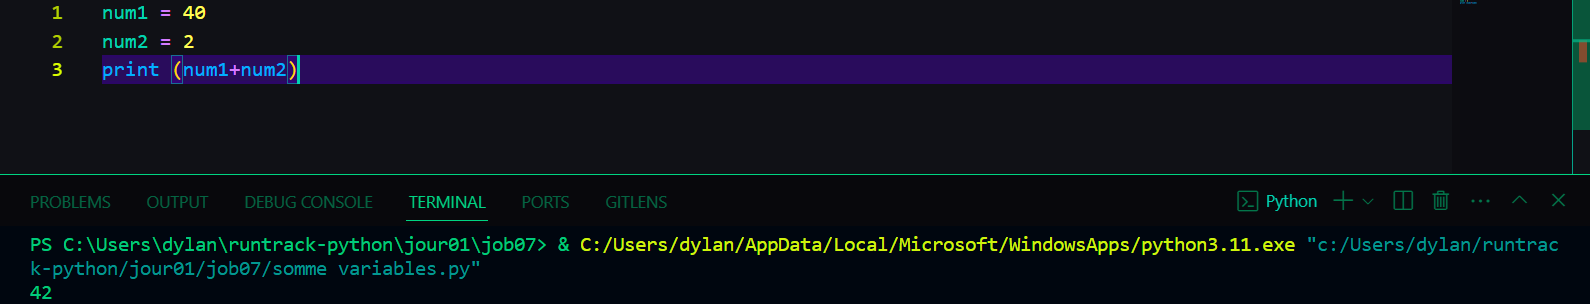 1 num1 = 40
2 num2 = 2
3 print (num1+num2)
PROBLEMS OUTPUT DEBUG CONSOLE TERMINAL PORTS GITLENS Python
PS C:\Users\dylan\runtrack-python\jour01\job07> & C:/Users/dylan/AppData/Local/Microsoft/WindowsApps/python3.11.exe "c:/Users/dylan/runtrac
k-python/jour01/job07/somme variables.py"
42